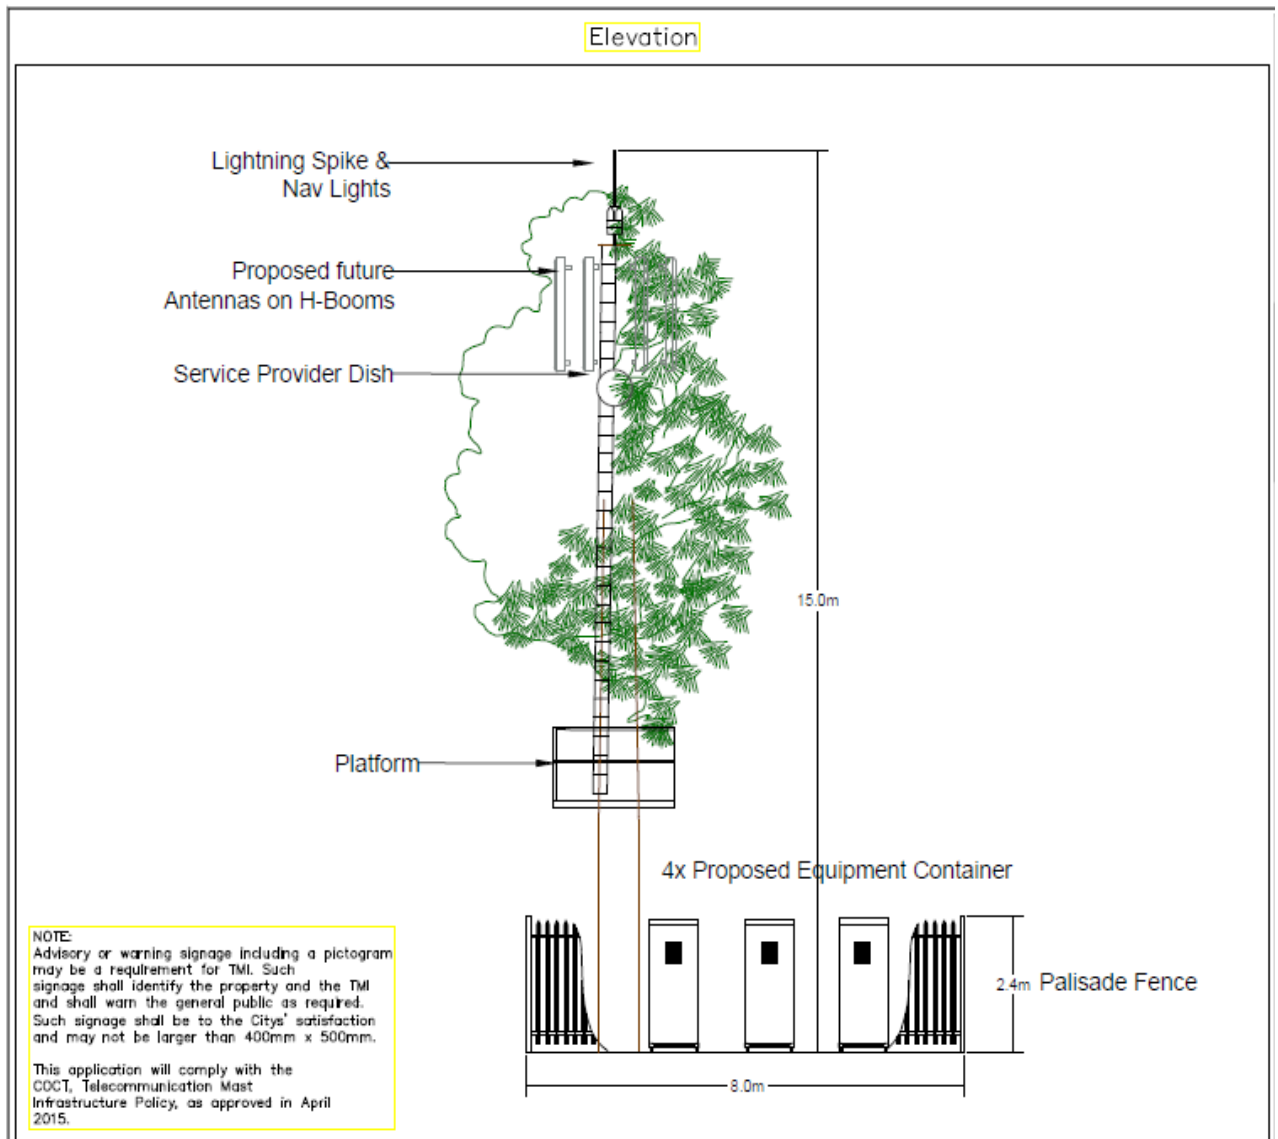 Elevation
Lightning Spike &
Nav Lights
Proposed future
Antennas on H-Booms
Service Provider Dish
15.0m
Platform
4x Proposed Equipment Container
2.4m Palisade Fence
8.0m
NOTE:
Advisory or warning signage including a pictogram
may be a requirement for TMI. Such
signage shall identify the property and the TMI
and shall warn the general public as required.
Such signage shall be to the Citys' satisfaction
and may not be larger than 400mm x 500mm.
This application will comply with the
COCT, Telecommunication Mast
Infrastructure Policy, as approved in April
2015.